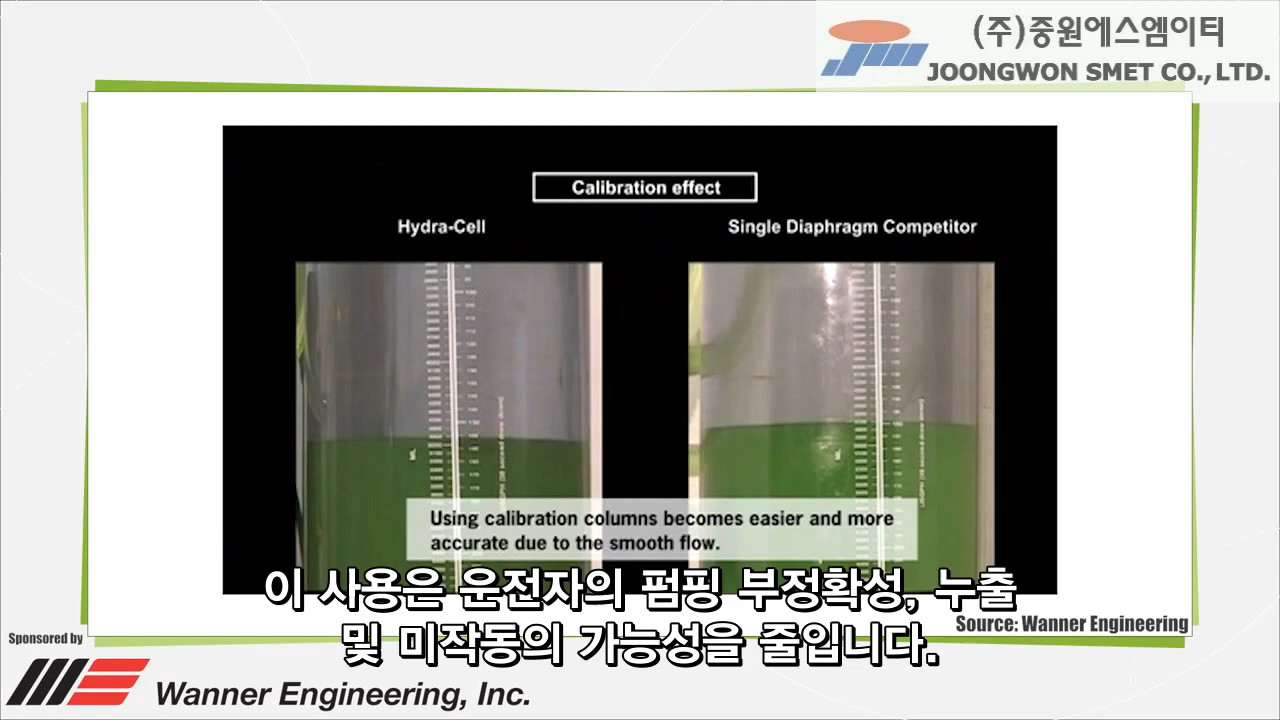 (주)중원에스엠이티
JOONGWON SMET CO., LTD.
Calibration effect
Hydra-Cell
Single Diaphragm Competitor
ML
ML
Using calibration columns becomes easier and more
accurate due to the smooth flow.
이 사용은 운전자의 펌핑 부정확성, 누출
및 미작동의 가능성을 줄입니다.
Source: Wanner Engineering
Sponsored by
Wanner Engineering, Inc.